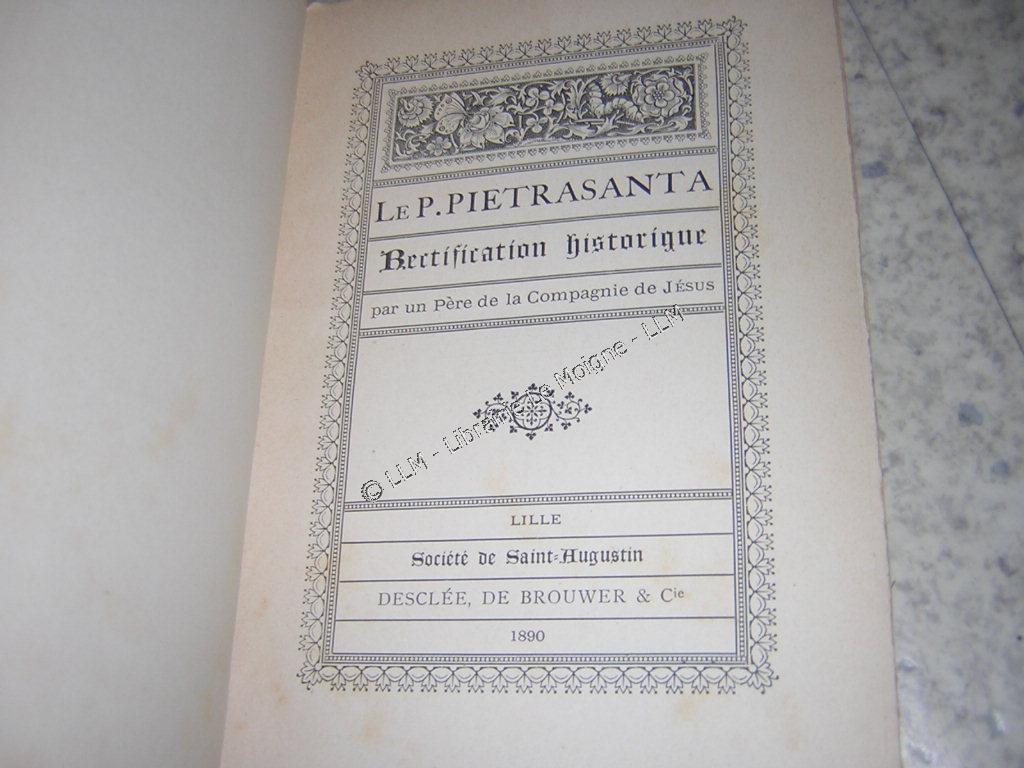 LE P. PIETRASANTA
Rectification historique
par un Père de la Compagnie de JÉSUS
© LLM - Librairie Le Moigne - LLM
LILLE
Société de Saint-Augustin
DESCLÉE, DE BROUWER & Cie
1890